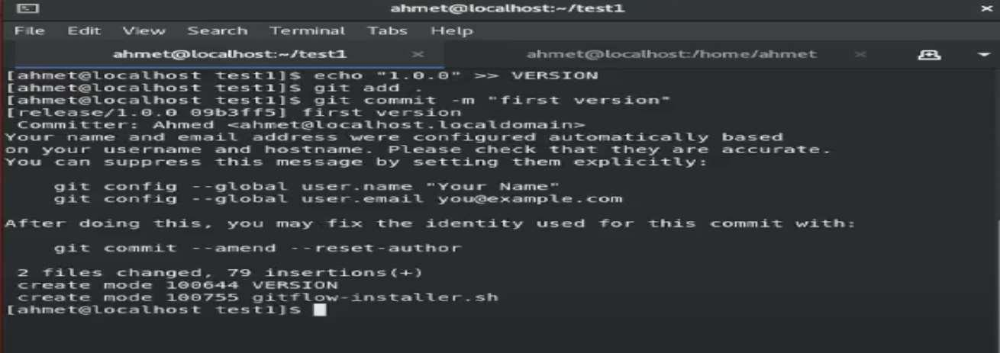 ahmet@localhost:~/test1
File Edit View Search Terminal Tabs Help
ahmet@localhost:~/test1 ahmet@localhost:/home/ahmet
[ahmet@localhost test1]$ echo "1.0.0" >> VERSION
[ahmet@localhost test1]$ git add .
[ahmet@localhost test1]$ git commit -m "first version"
[release/1.0.0 09b3ff5] first version
 Committer: Ahmed <ahmet@localhost.localdomain>
Your name and email address were configured automatically based
on your username and hostname. Please check that they are accurate.
You can suppress this message by setting them explicitly:
    git config --global user.name "Your Name"
    git config --global user.email you@example.com
After doing this, you may fix the identity used for this commit with:
    git commit --amend --reset-author
 2 files changed, 79 insertions(+)
 create mode 100644 VERSION
 create mode 100755 gitflow-installer.sh
[ahmet@localhost test1]$